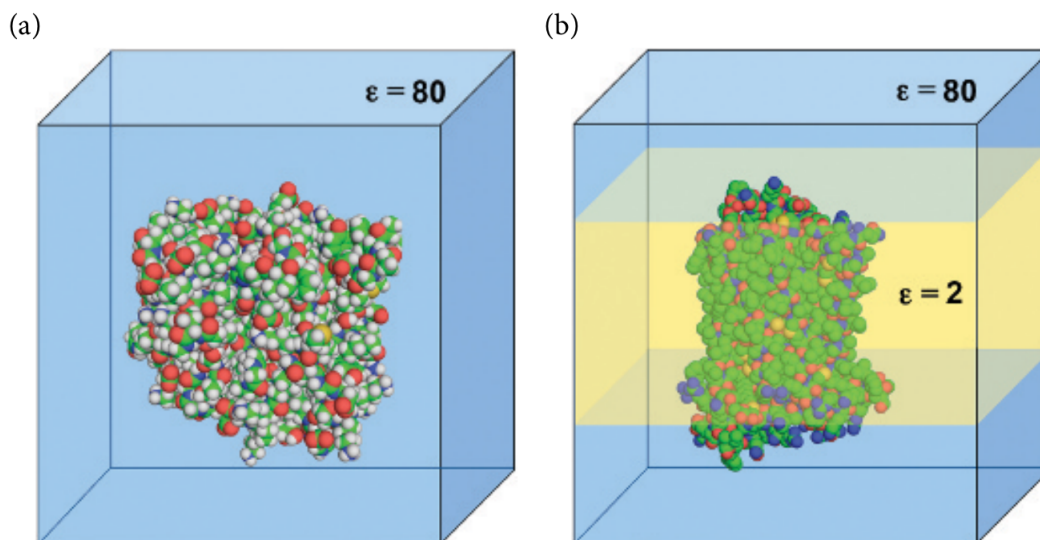 (a)
(b)
ε = 80
ε = 80
ε = 2